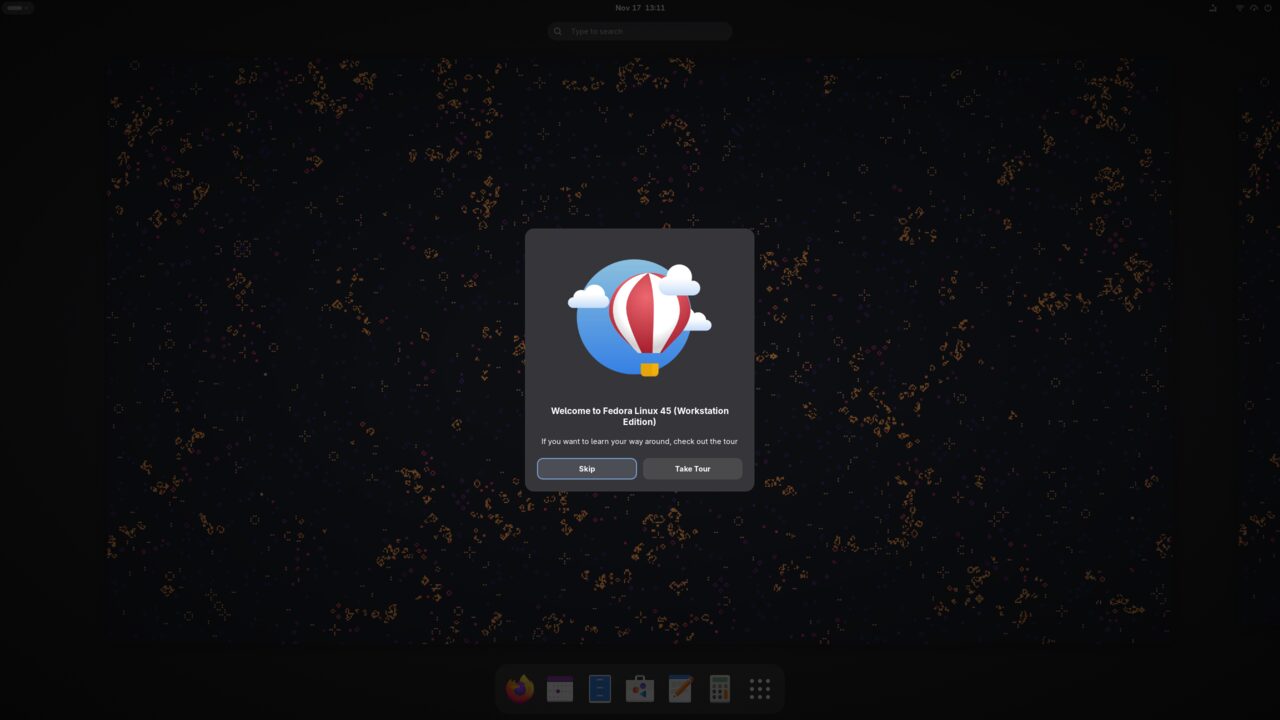 Nov 17 13:11
Type to search
Welcome to Fedora Linux 45 (Workstation
Edition)
If you want to learn your way around, check out the tour
Skip
Take Tour